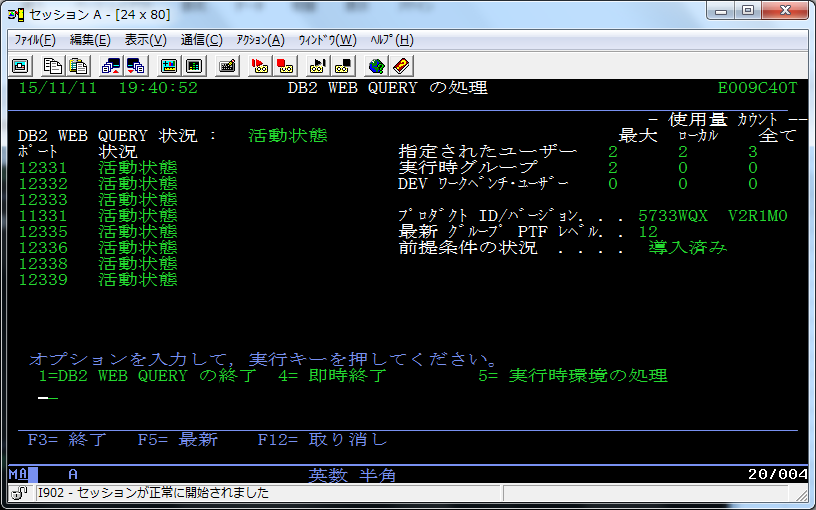 セッション A - [24 x 80]
ﾌｧｲﾙ(F) 編集(E) 表示(V) 通信(C) ｱｸｼｮﾝ(A) ｳｨﾝﾄﾞｳ(W) ﾍﾙﾌﾟ(H)
15/11/11 19:40:52 DB2 WEB QUERY の処理 E009C40T
- 使用量 ｶｳﾝﾄ --
DB2 WEB QUERY 状況 : 活動状態 最大 ﾛｰｶﾙ 全て
ﾎﾟｰﾄ 状況 指定されたユーザー 2 2 3
12331 活動状態 実行時グループ 2 0 0
12332 活動状態 DEV ﾜｰｸﾍﾞﾝﾁ･ﾕｰｻﾞｰ 0 0 0
12333 活動状態
11331 活動状態 ﾌﾟﾛﾀﾞｸﾄ ID/ﾊﾞｰｼﾞｮﾝ. . . 5733WQX V2R1M0
12335 活動状態 最新 ｸﾞﾙｰﾌﾟ PTF ﾚﾍﾞﾙ. . 12
12336 活動状態 前提条件の状況 . . . . 導入済み
12338 活動状態
12339 活動状態
オプションを入力して, 実行キーを押してください。
1=DB2 WEB QUERY の終了 4= 即時終了 5= 実行時環境の処理
F3= 終了 F5= 最新 F12= 取り消し
MA A 英数 半角 20/004
I902 - セッションが正常に開始されました